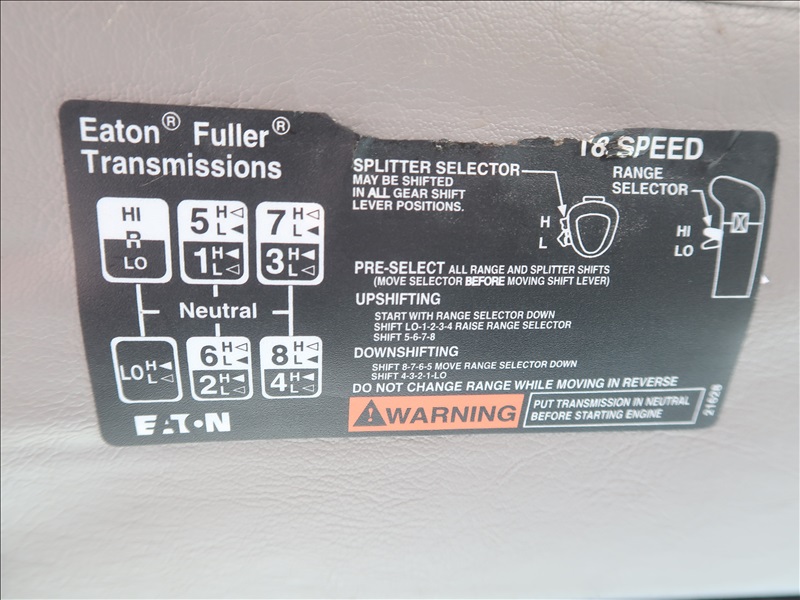 Eaton® Fuller®
Transmissions
HI
R
LO
5 H L
1 H L
7 H L
3 H L
Neutral
LO H L
6 H L
2 H L
8 H L
4 H L
EATON
18 SPEED
SPLITTER SELECTOR
MAY BE SHIFTED
IN ALL GEAR SHIFT
LEVER POSITIONS.
H
L
RANGE
SELECTOR
HI
LO
PRE-SELECT ALL RANGE AND SPLITTER SHIFTS
(MOVE SELECTOR BEFORE MOVING SHIFT LEVER)
UPSHIFTING
START WITH RANGE SELECTOR DOWN
SHIFT LO-1-2-3-4 RAISE RANGE SELECTOR
SHIFT 5-6-7-8
DOWNSHIFTING
SHIFT 8-7-6-5 MOVE RANGE SELECTOR DOWN
SHIFT 4-3-2-1-LO
DO NOT CHANGE RANGE WHILE MOVING IN REVERSE
WARNING
PUT TRANSMISSION IN NEUTRAL
BEFORE STARTING ENGINE
21628